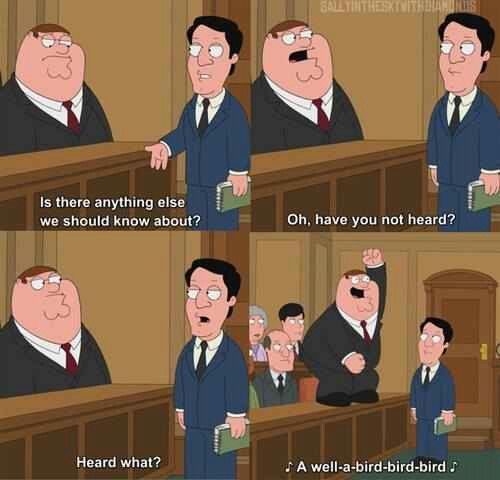 SALLYINTHESKYWITHDIAMONDS
Is there anything else
we should know about?
Oh, have you not heard?
Heard what?
♪ A well-a-bird-bird-bird ♪